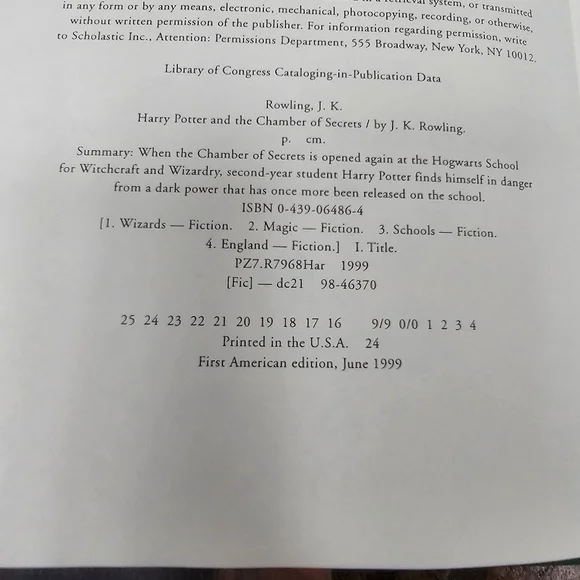 system, or transmitted
in any form or by any means, electronic, mechanical, photocopying, recording, or otherwise,
without written permission of the publisher. For information regarding permission, write
to Scholastic Inc., Attention: Permissions Department, 555 Broadway, New York, NY 10012.
Library of Congress Cataloging-in-Publication Data
Rowling, J. K.
Harry Potter and the Chamber of Secrets / by J. K. Rowling.
p. cm.
Summary: When the Chamber of Secrets is opened again at the Hogwarts School
for Witchcraft and Wizardry, second-year student Harry Potter finds himself in danger
from a dark power that has once more been released on the school.
ISBN 0-439-06486-4
[1. Wizards — Fiction. 2. Magic — Fiction. 3. Schools — Fiction.
4. England — Fiction.] I. Title.
PZ7.R7968Har 1999
[Fic] — dc21 98-46370
25 24 23 22 21 20 19 18 17 16 9/9 0/0 1 2 3 4
Printed in the U.S.A. 24
First American edition, June 1999